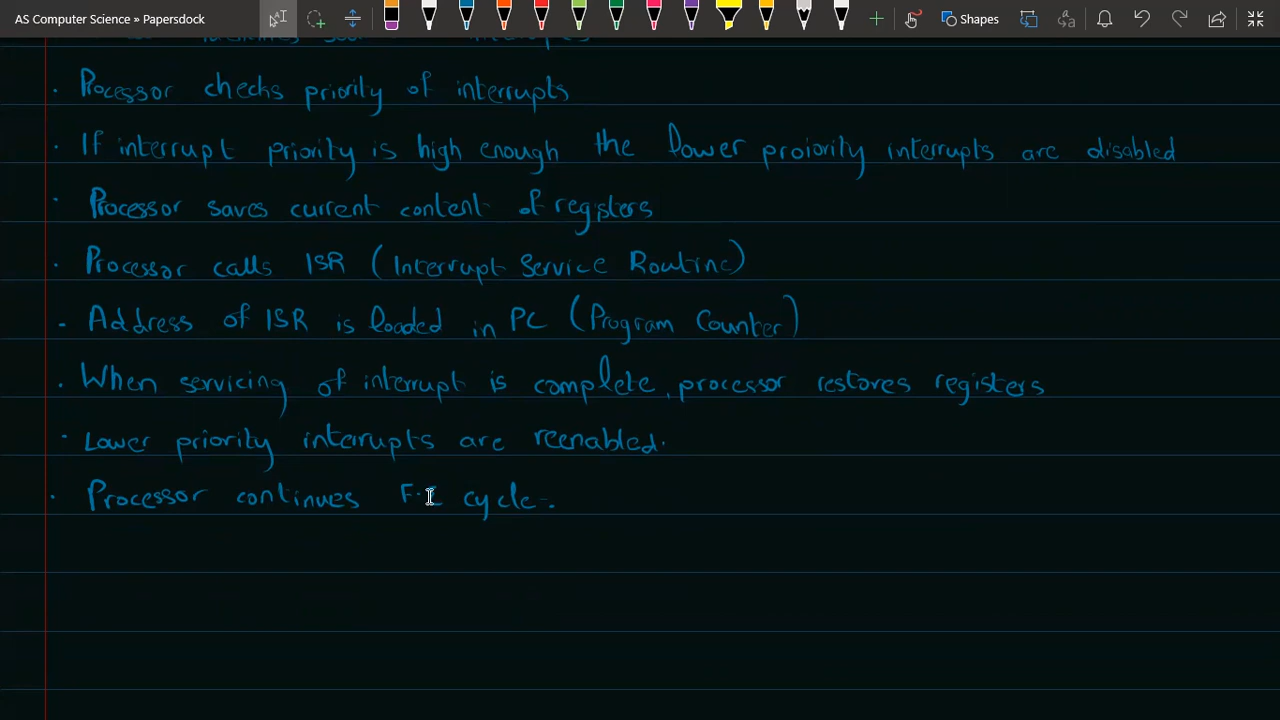 AS Computer Science » Papersdock
Shapes
· Processor checks priority of interrupts
· If interrupt priority is high enough the lower proiority interrupts are disabled
· Processor saves current content of registers
· Processor calls ISR (Interrupt Service Routine)
· Address of ISR is loaded in PC (Program Counter)
· When servicing of interrupt is complete, processor restores registers
· Lower priority interrupts are reenabled.
· Processor continues F-E cycle.